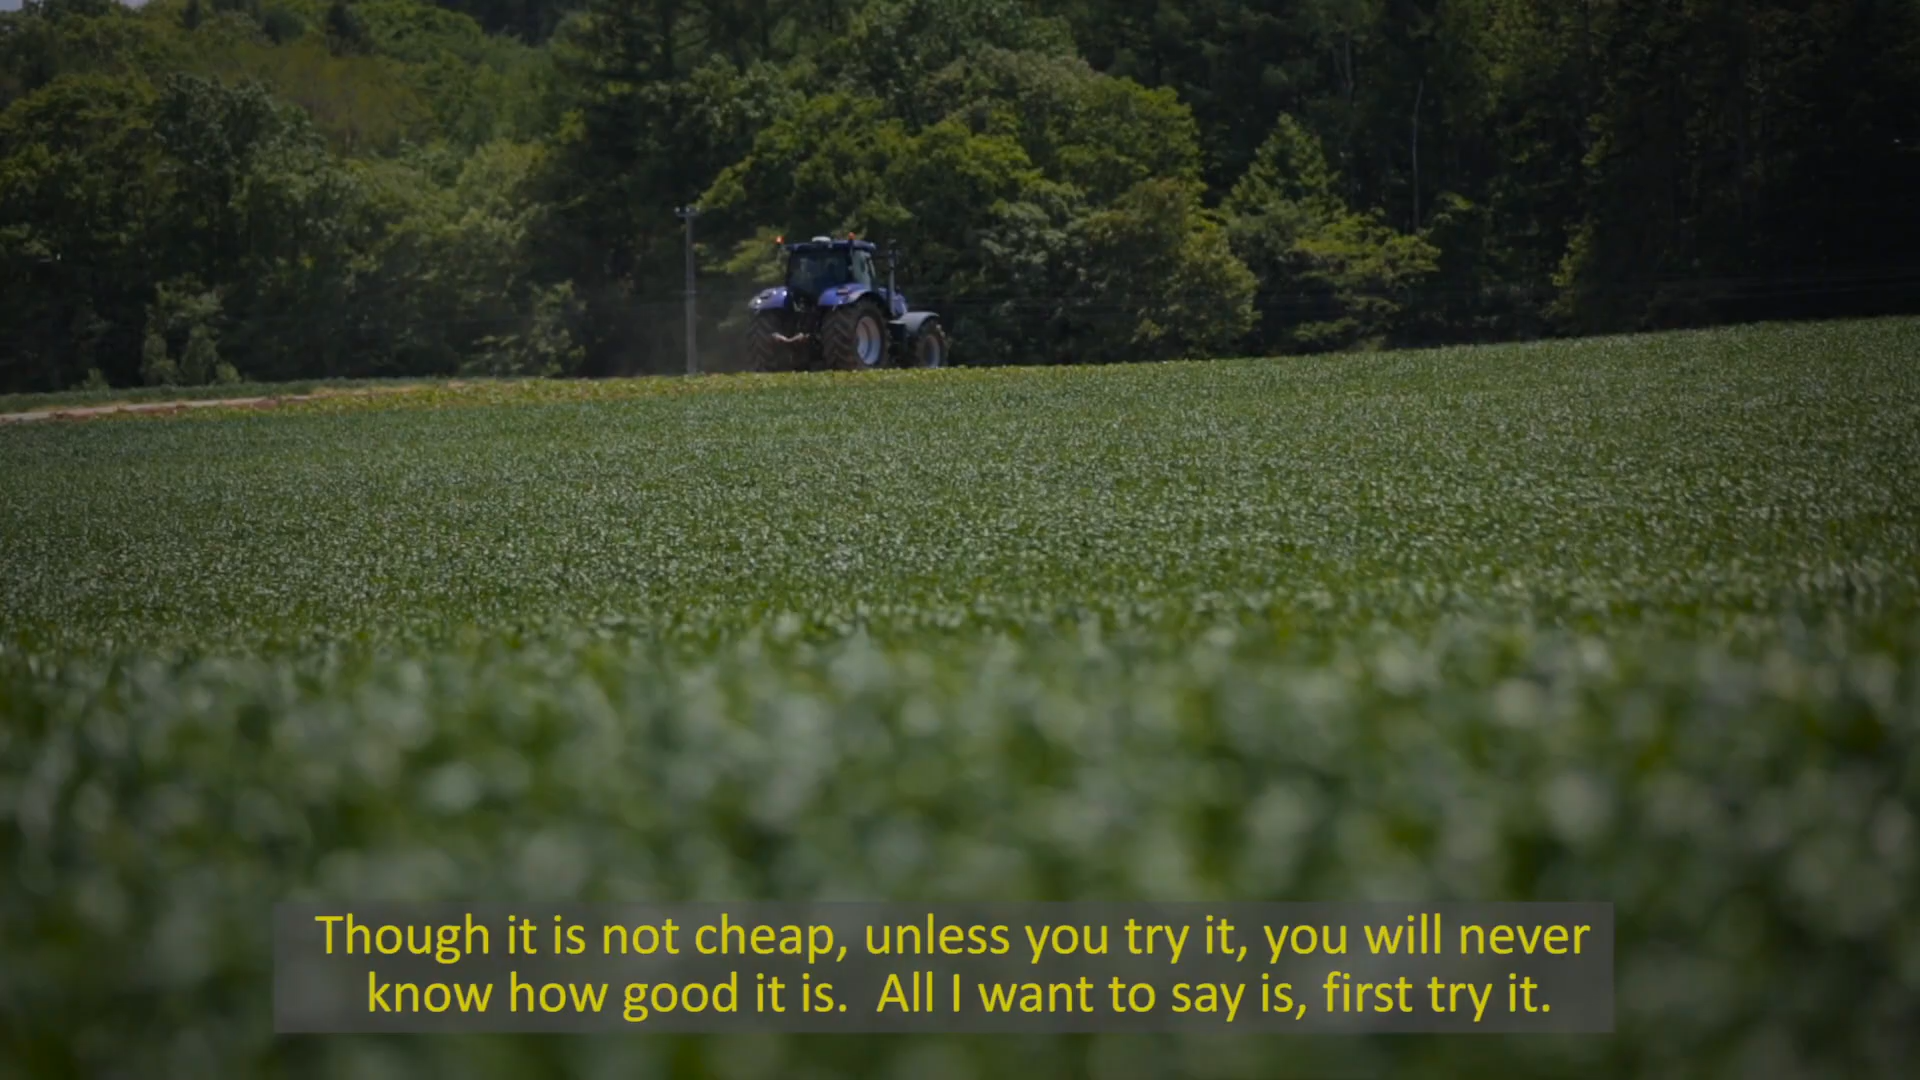 Though it is not cheap, unless you try it, you will never
know how good it is.  All I want to say is, first try it.